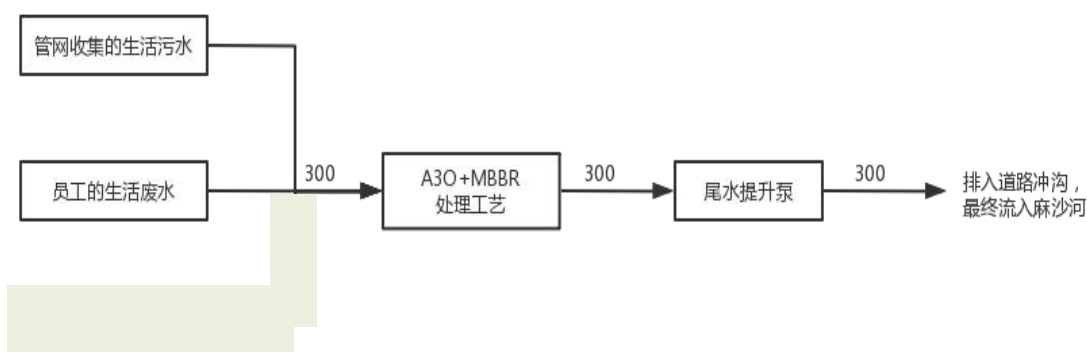 管网收集的生活污水
员工的生活废水
300
A3O+MBBR
处理工艺
300
尾水提升泵
300
排入道路冲沟，
最终流入麻沙河